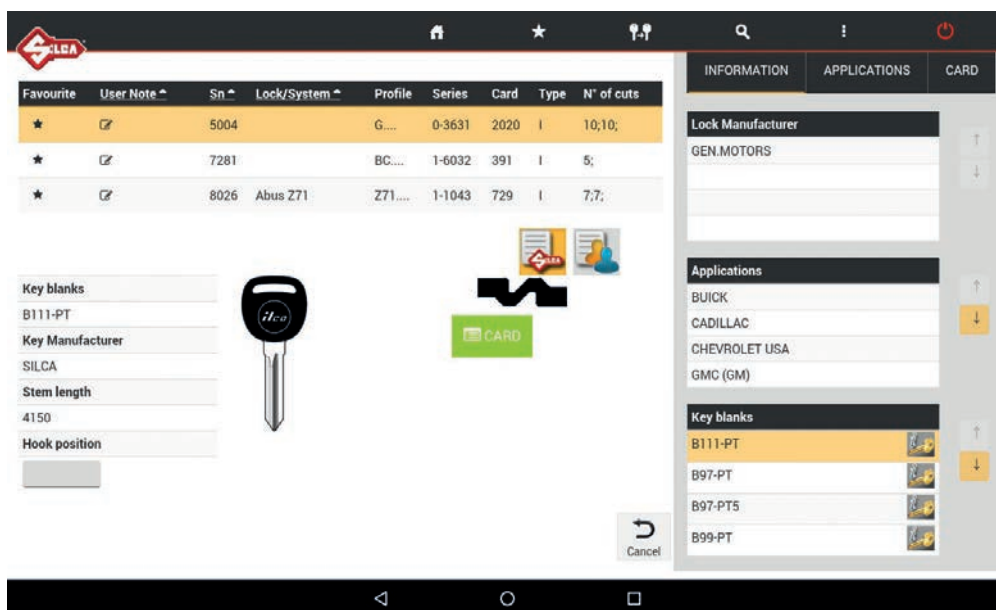 SILCA
INFORMATION APPLICATIONS CARD
Favourite User Note Sn Lock/System Profile Series Card Type N° of cuts
5004 G.... 0-3631 2020 I 10;10;
7281 BC.... 1-6032 391 I 5;
8026 Abus Z71 Z71.... 1-1043 729 I 7;7;
SILCA
Key blanks
B111-PT
Key Manufacturer
SILCA
Stem length
4150
Hook position
ilco
CARD
Cancel
Lock Manufacturer
GEN.MOTORS
Applications
BUICK
CADILLAC
CHEVROLET USA
GMC (GM)
Key blanks
B111-PT
B97-PT
B97-PT5
B99-PT